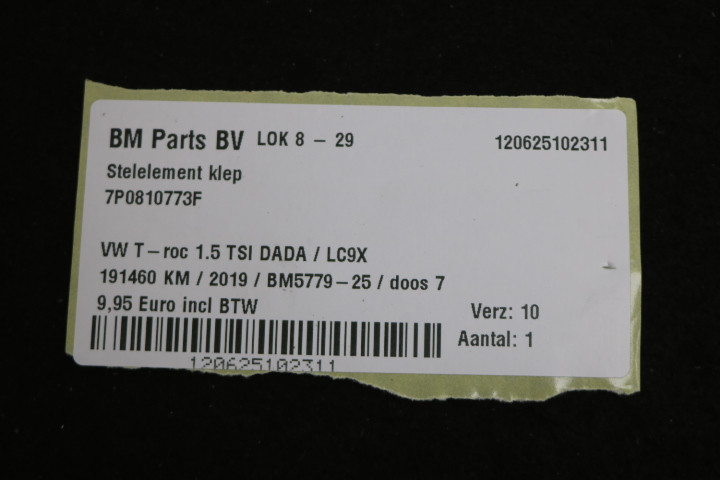 BM Parts BV LOK 8 - 29 120625102311
Stelelement klep
7P0810773F
VW T-roc 1.5 TSI DADA / LC9X
191460 KM / 2019 / BM5779-25 / doos 7
9,95 Euro incl BTW
Verz: 10
Aantal: 1
120625102311